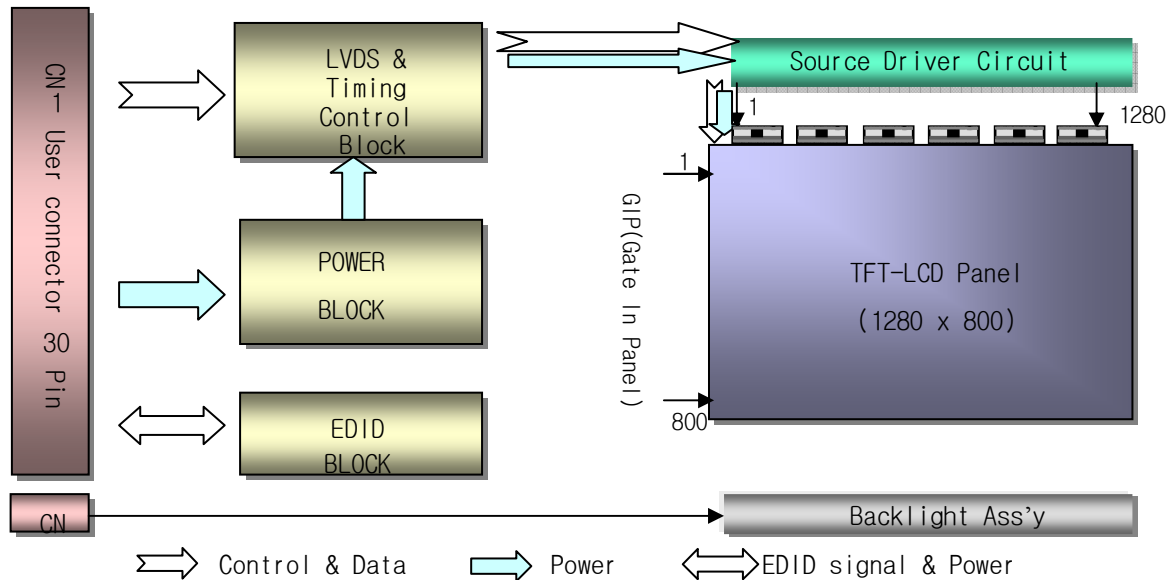 CN1 User connector 30 Pin
LVDS &
Timing
Control
Block
POWER
BLOCK
EDID
BLOCK
Source Driver Circuit
1
1280
1
GIP(Gate In Panel)
800
TFT-LCD Panel
(1280 x 800)
CN
Backlight Ass'y
Control & Data
Power
EDID signal & Power